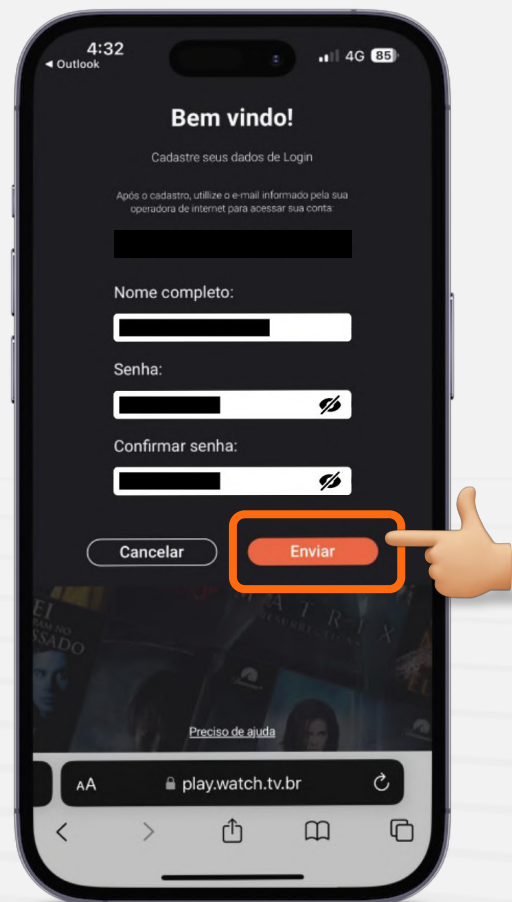 4:32
Outlook
4G 85
Bem vindo!
Cadastre seus dados de Login
Após o cadastro, utilize o e-mail informado pela sua
operadora de internet para acessar sua conta:
Nome completo:
Senha:
Confirmar senha:
Cancelar
Enviar
MATRIX
RESURRECTIONS
Preciso de ajuda
AA
play.watch.tv.br